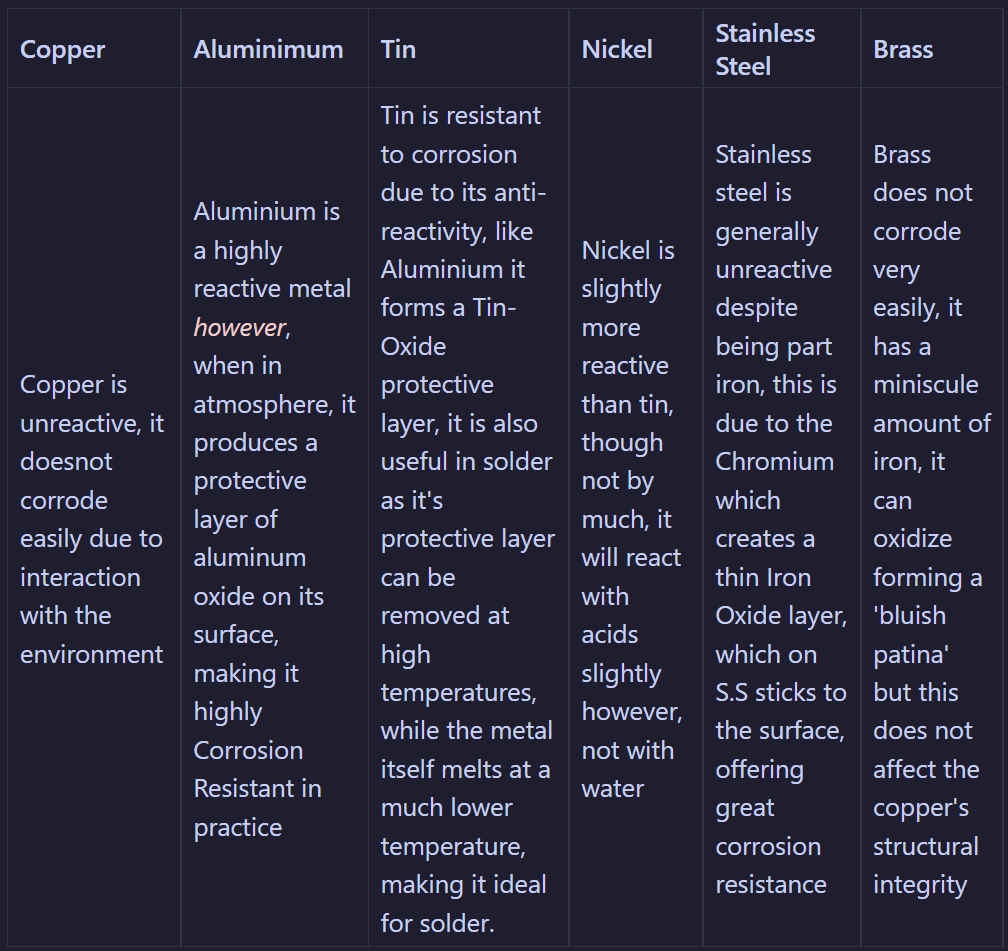 Copper
Aluminimum
Tin
Nickel
Stainless
Steel
Brass
Copper is
unreactive, it
doesnot
corrode
easily due to
interaction
with the
environment
Aluminium is
a highly
reactive metal
however,
when in
atmosphere, it
produces a
protective
layer of
aluminum
oxide on its
surface,
making it
highly
Corrosion
Resistant in
practice
Tin is resistant
to corrosion
due to its anti-
reactivity, like
Aluminium it
forms a Tin-
Oxide
protective
layer, it is also
useful in solder
as it's
protective layer
can be
removed at
high
temperatures,
while the metal
itself melts at a
much lower
temperature,
making it ideal
for solder.
Nickel is
slightly
more
reactive
than tin,
though
not by
much, it
will react
with
acids
slightly
however,
not with
water
Stainless
steel is
generally
unreactive
despite
being part
iron, this is
due to the
Chromium
which
creates a
thin Iron
Oxide layer,
which on
S.S sticks to
the surface,
offering
great
corrosion
resistance
Brass
does not
corrode
very
easily, it
has a
miniscule
amount of
iron, it
can
oxidize
forming a
'bluish
patina'
but this
does not
affect the
copper's
structural
integrity